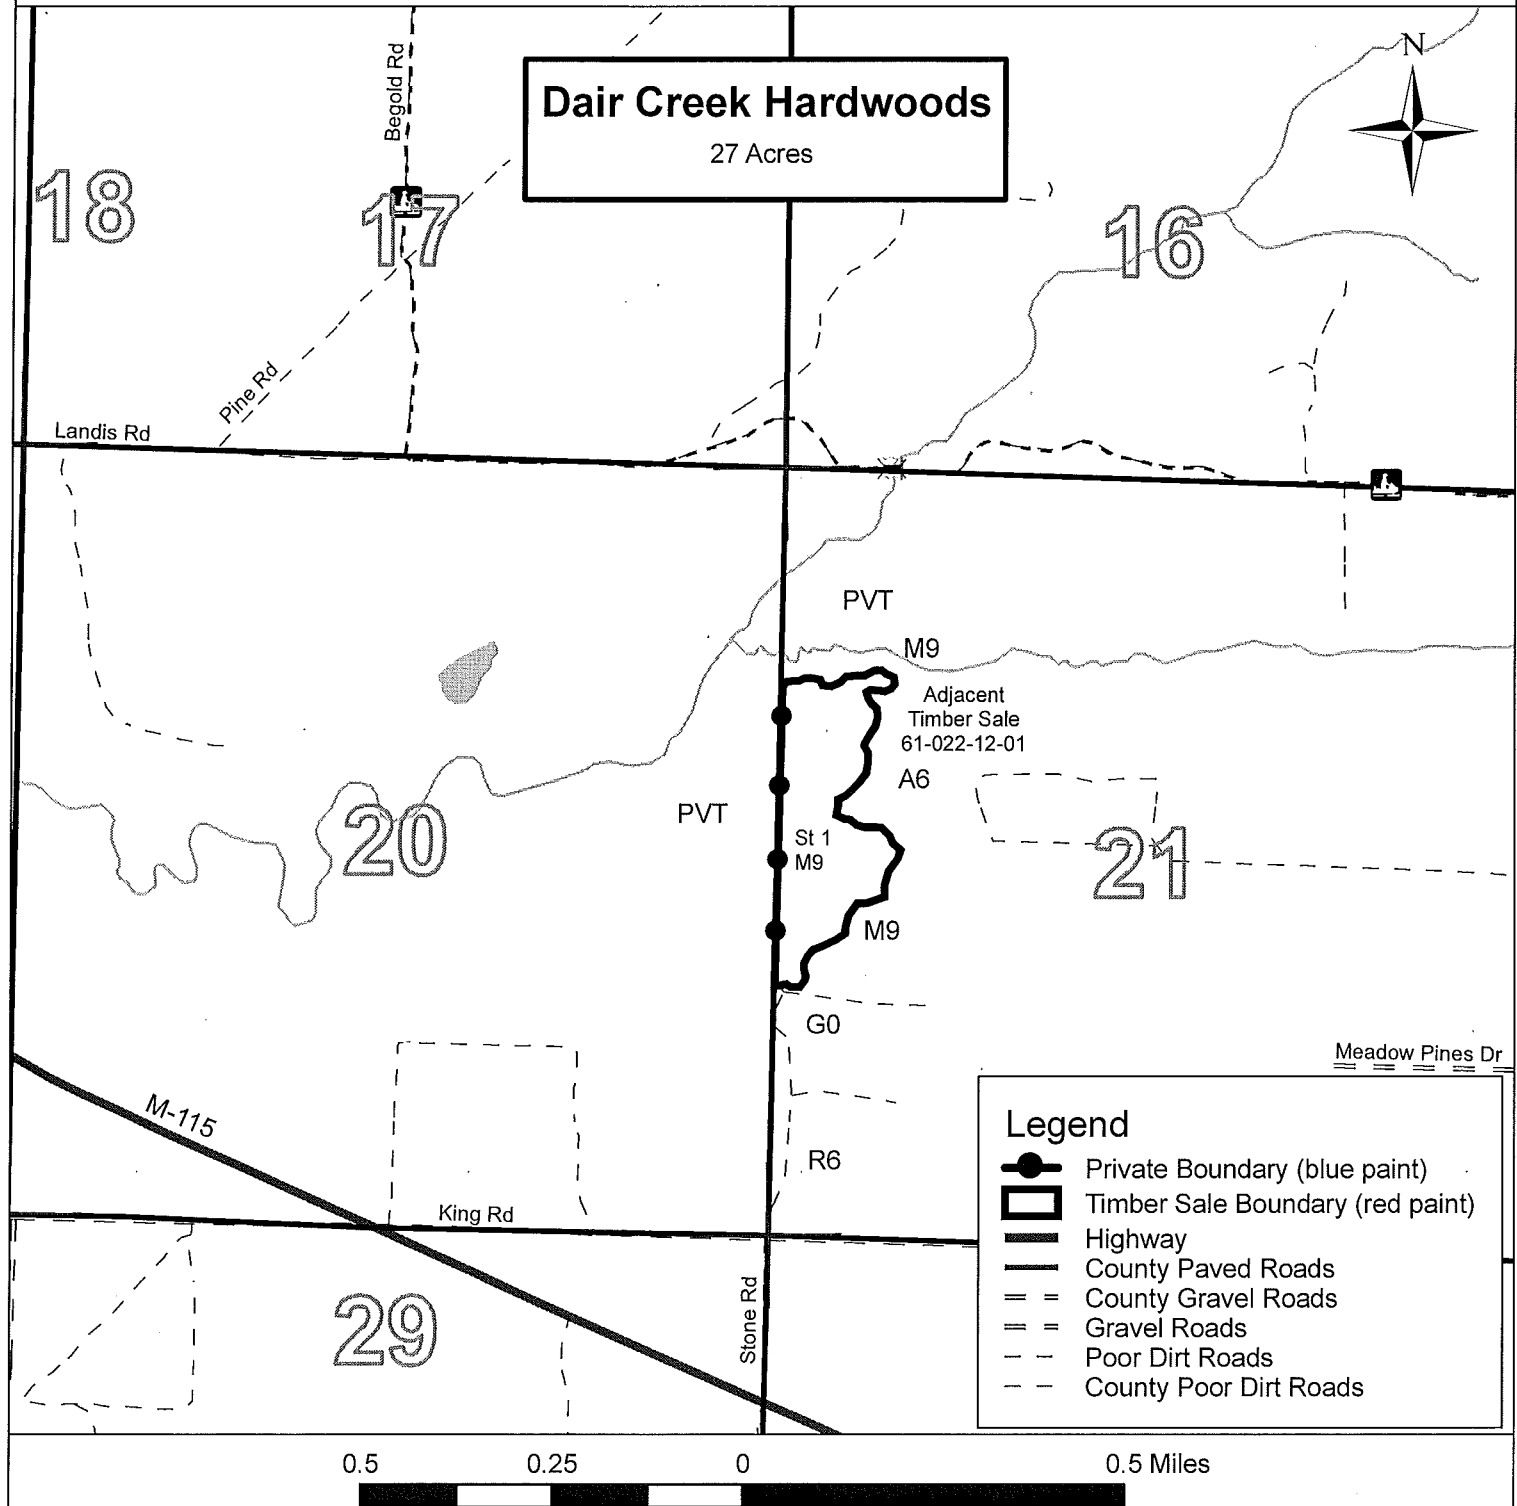 Begold Rd
Dair Creek Hardwoods
27 Acres
N
18
17
16
Pine Rd
Landis Rd
PVT
M9
Adjacent
Timber Sale
61-022-12-01
A6
PVT
St 1
M9
20
21
M9
G0
Meadow Pines Dr
M-115
R6
King Rd
Stone Rd
29
Legend
Private Boundary (blue paint)
Timber Sale Boundary (red paint)
Highway
County Paved Roads
County Gravel Roads
Gravel Roads
Poor Dirt Roads
County Poor Dirt Roads
0.5 0.25 0 0.5 Miles